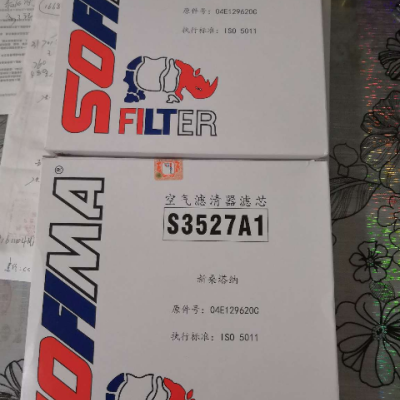 原件号: 04E129620C
执行标准: ISO 5011
SOFIMA
FILTER
空气滤清器滤芯
S3527A1
新桑塔纳
原件号: 04E129620C
执行标准: ISO 5011
SOFIMA®